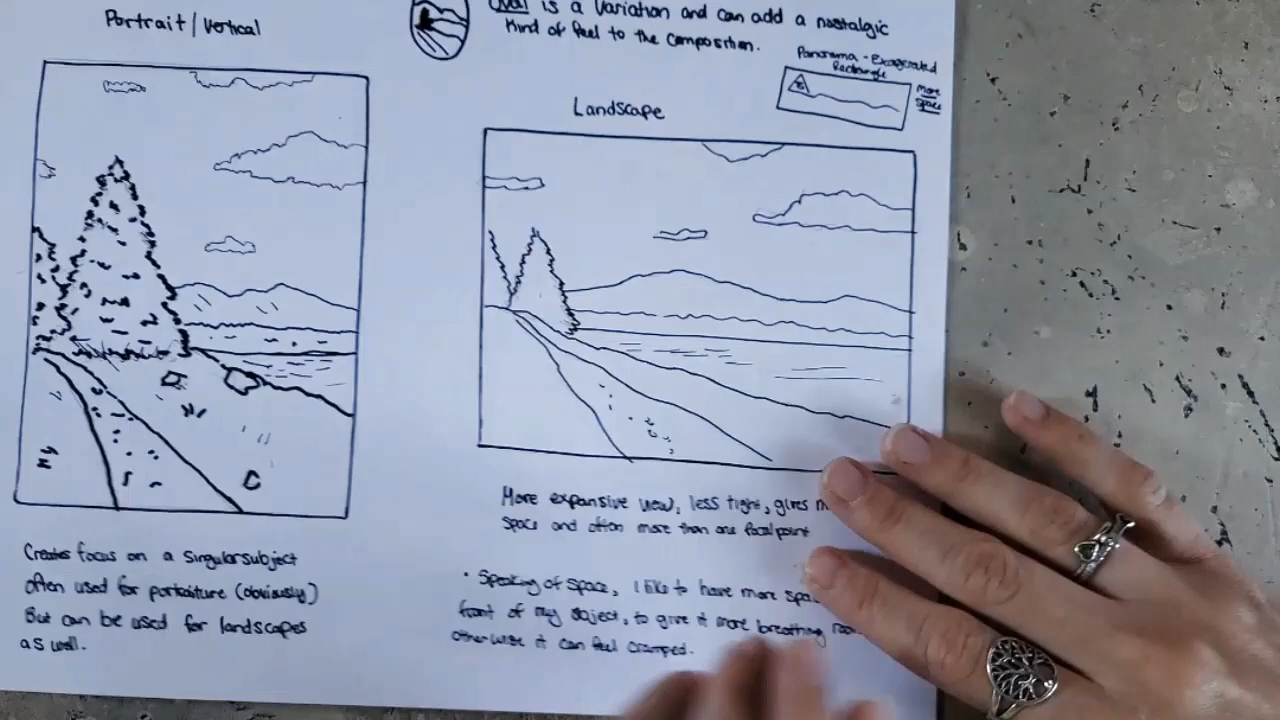 Portrait/Vertical
Oval is a variation and can add a nostalgic
kind of feel to the composition.
Panorama - Exagerated
Rectangle
More
space
Landscape
More expansive view, less tight, gives
space and often more than one focal point
Creates focus on a singular subject
often used for portraiture (obviously)
But can be used for landscapes
as well.
• Speaking of space, I like to have more
front of my subject, to give it more breathing
otherwise it can feel cramped.